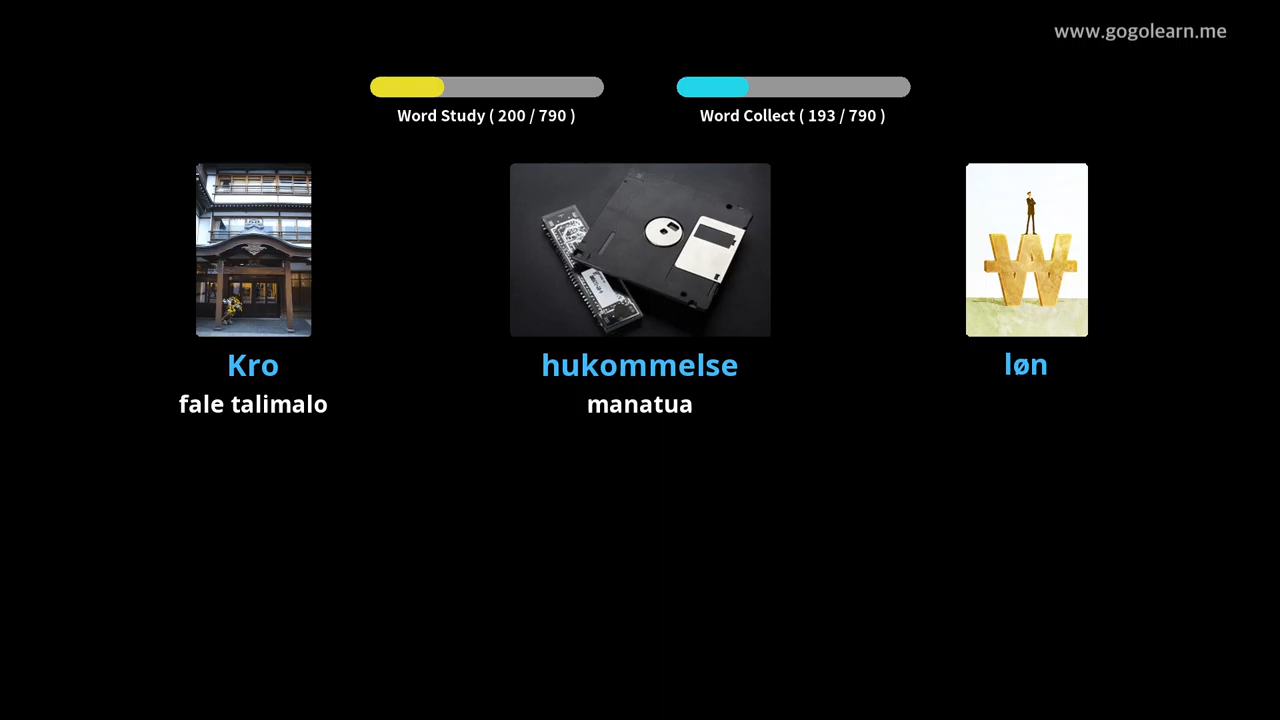 www.gogolearn.me
Word Study ( 200 / 790 )
Word Collect ( 193 / 790 )
Kro
fale talimalo
hukommelse
manatua
løn